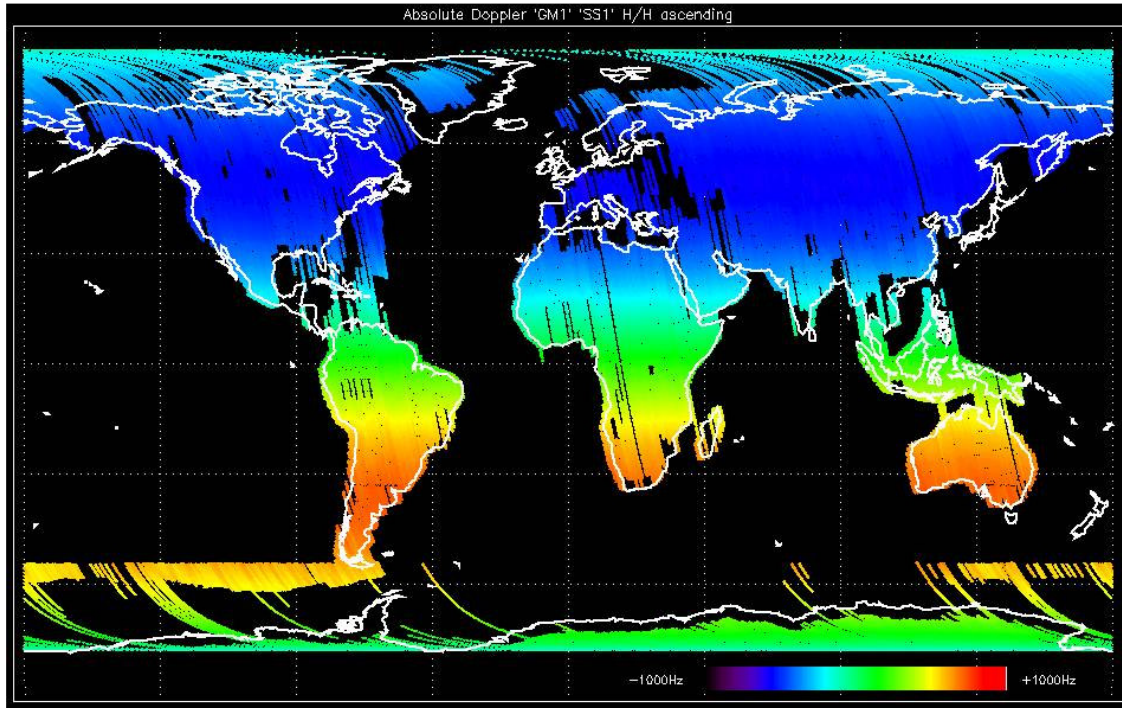 Absolute Doppler 'GM1' 'SS1' H/H ascending
-1000Hz +1000Hz